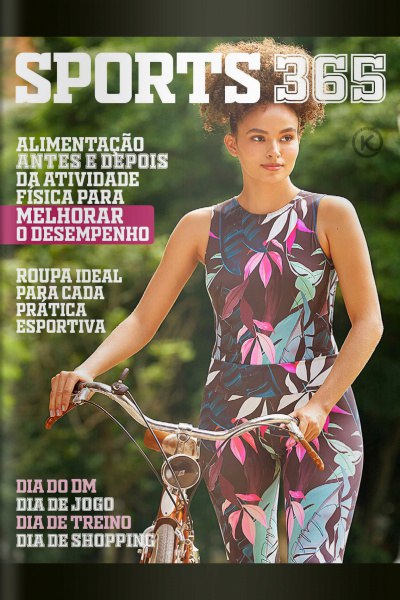 SPORTS 365
ALIMENTAÇÃO
ANTES E DEPOIS
DA ATIVIDADE
FÍSICA PARA
MELHORAR
O DESEMPENHO
K
ROUPA IDEAL
PARA CADA
PRÁTICA
ESPORTIVA
DIA DO DM
DIA DE JOGO
DIA DE TREINO
DIA DE SHOPPING